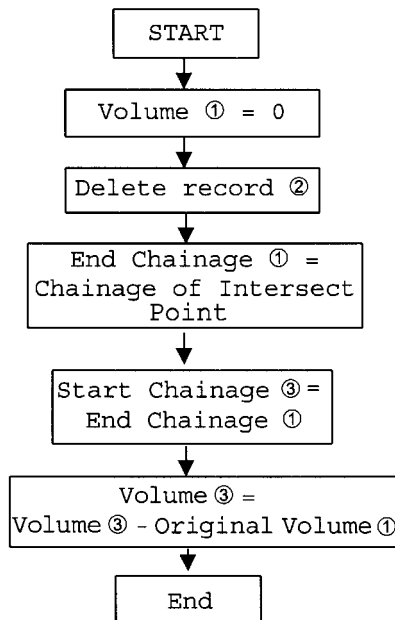 START
Volume ① = 0
Delete record ②
End Chainage ① =
Chainage of Intersect
Point
Start Chainage ③ =
End Chainage ①
Volume ③ =
Volume ③ - Original Volume ①
End